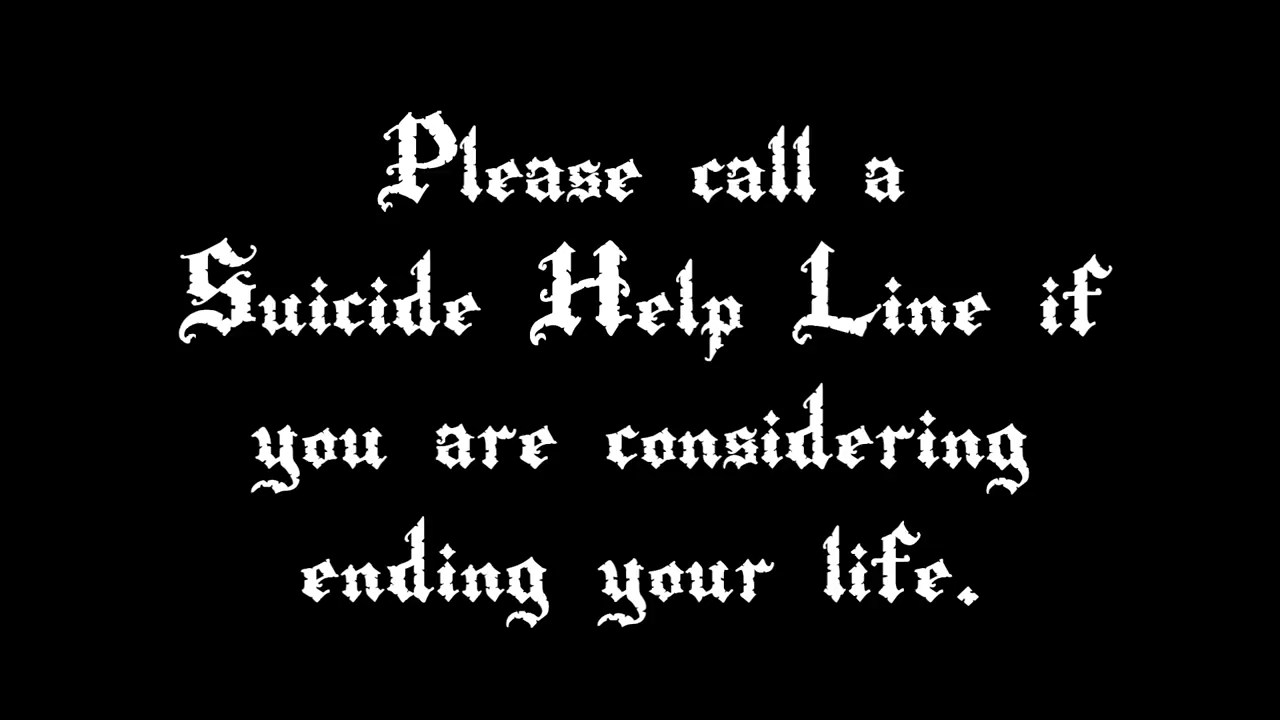 Please call a
Suicide Help Line if
you are considering
ending your life.